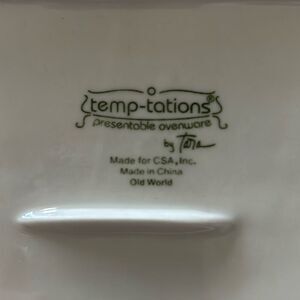 temp-tations®
presentable ovenware
by Tara
Made for CSA, Inc.
Made in China
Old World